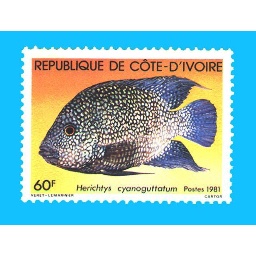 REPUBLIQUE DE CÔTE-D'IVOIRE
60F
Herichtys cyanoguttatum Postes 1981
CARTOR